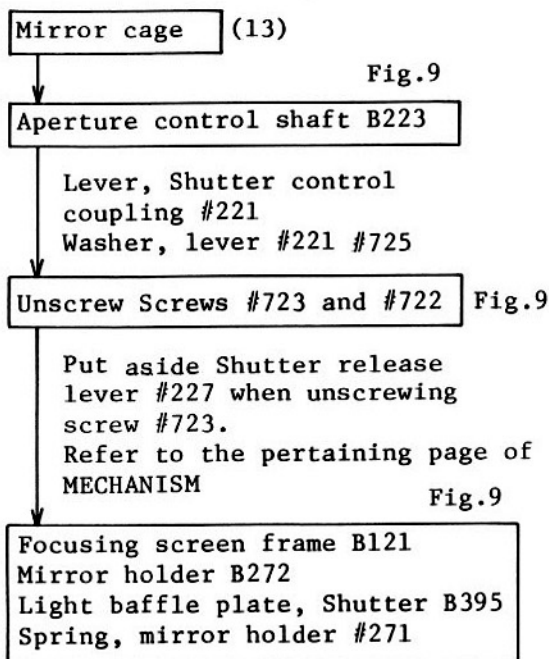 Mirror cage (13)
Fig.9
Aperture control shaft B223
Lever, Shutter control
coupling #221
Washer, lever #221 #725
Unscrew Screws #723 and #722 Fig.9
Put aside Shutter release
lever #227 when unscrewing
screw #723.
Refer to the pertaining page of
MECHANISM
Fig.9
Focusing screen frame B121
Mirror holder B272
Light baffle plate, Shutter B395
Spring, mirror holder #271